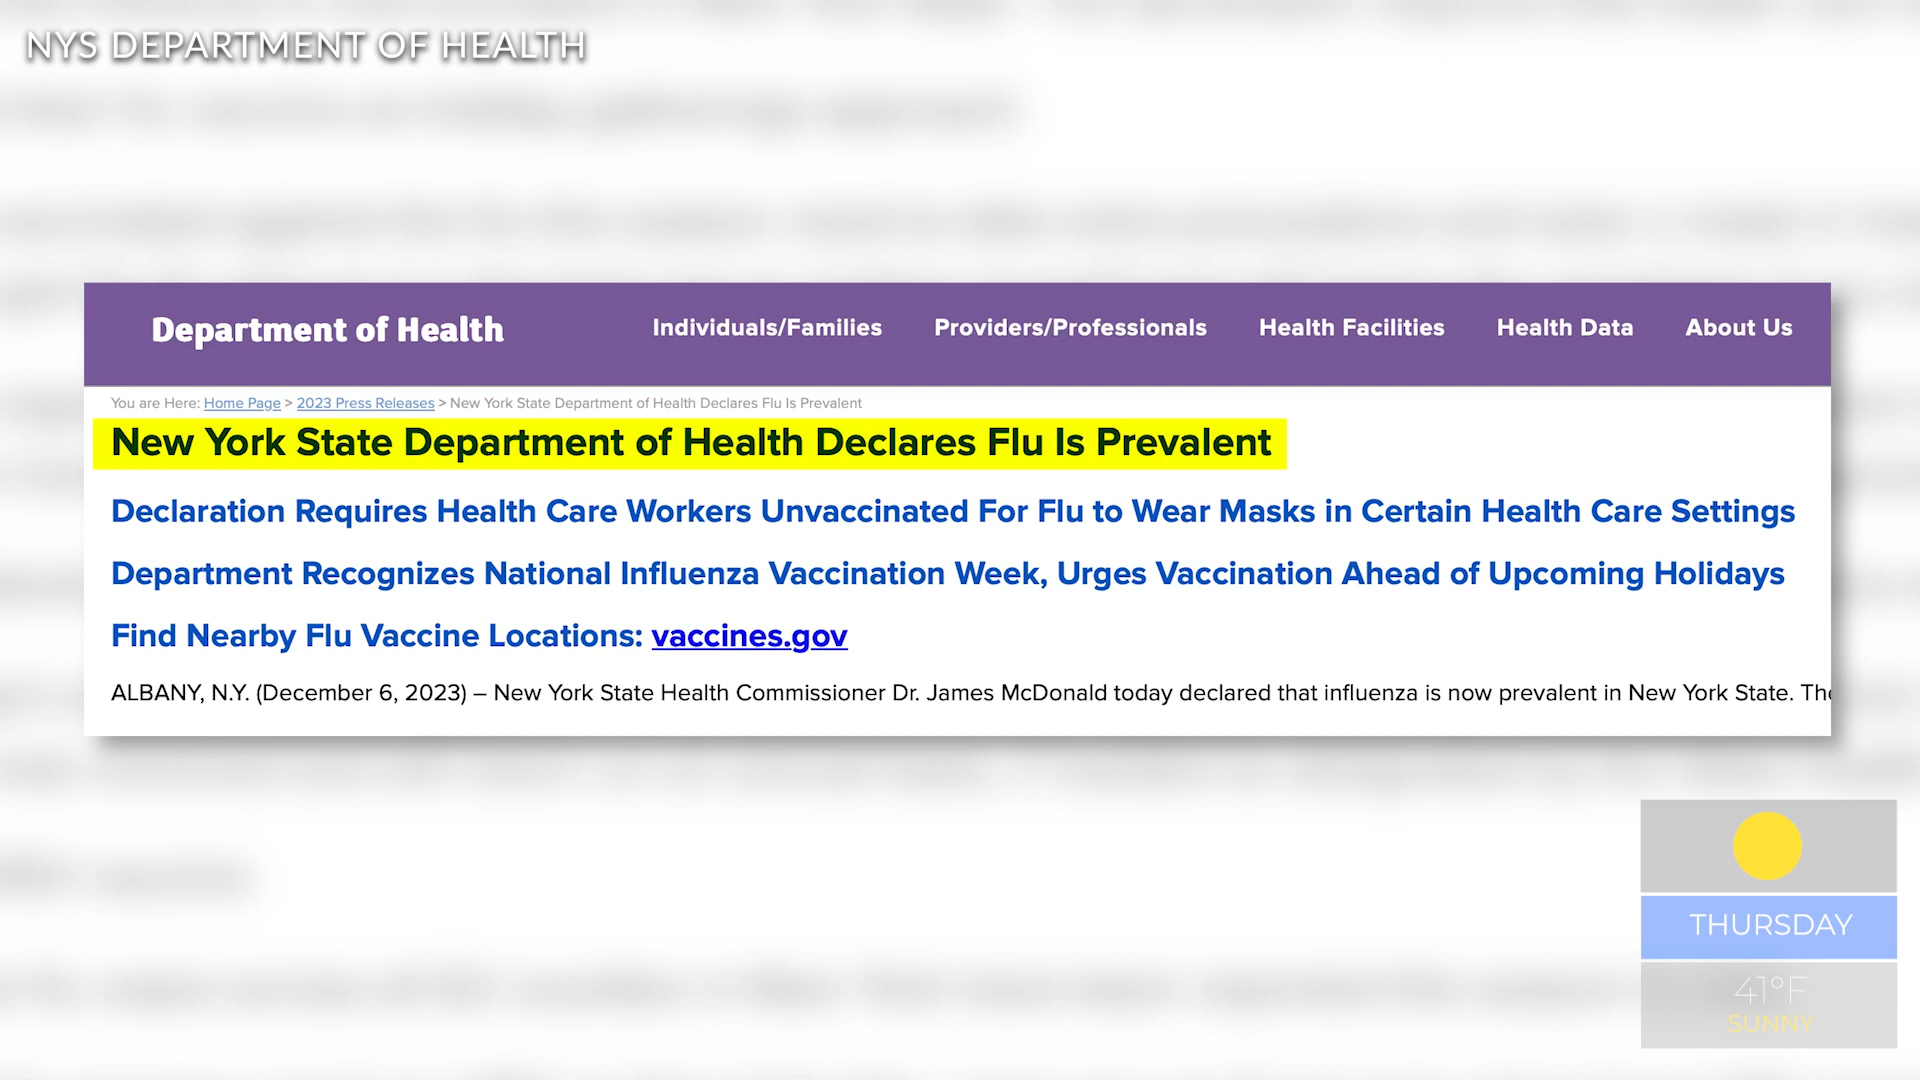 NYS DEPARTMENT OF HEALTH
Department of Health
Individuals/Families
Providers/Professionals
Health Facilities
Health Data
About Us
You are Here: Home Page > 2023 Press Releases > New York State Department of Health Declares Flu Is Prevalent
New York State Department of Health Declares Flu Is Prevalent
Declaration Requires Health Care Workers Unvaccinated For Flu to Wear Masks in Certain Health Care Settings
Department Recognizes National Influenza Vaccination Week, Urges Vaccination Ahead of Upcoming Holidays
Find Nearby Flu Vaccine Locations: vaccines.gov
ALBANY, N.Y. (December 6, 2023) – New York State Health Commissioner Dr. James McDonald today declared that influenza is now prevalent in New York State.
THURSDAY
41°F
SUNNY